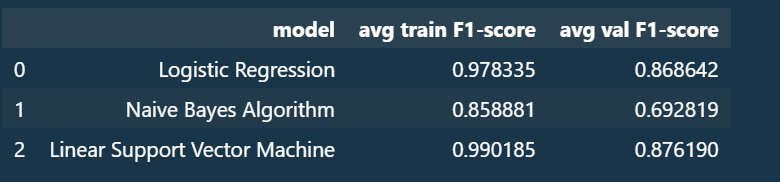 model avg train F1-score avg val F1-score
0 Logistic Regression 0.978335 0.868642
1 Naive Bayes Algorithm 0.858881 0.692819
2 Linear Support Vector Machine 0.990185 0.876190